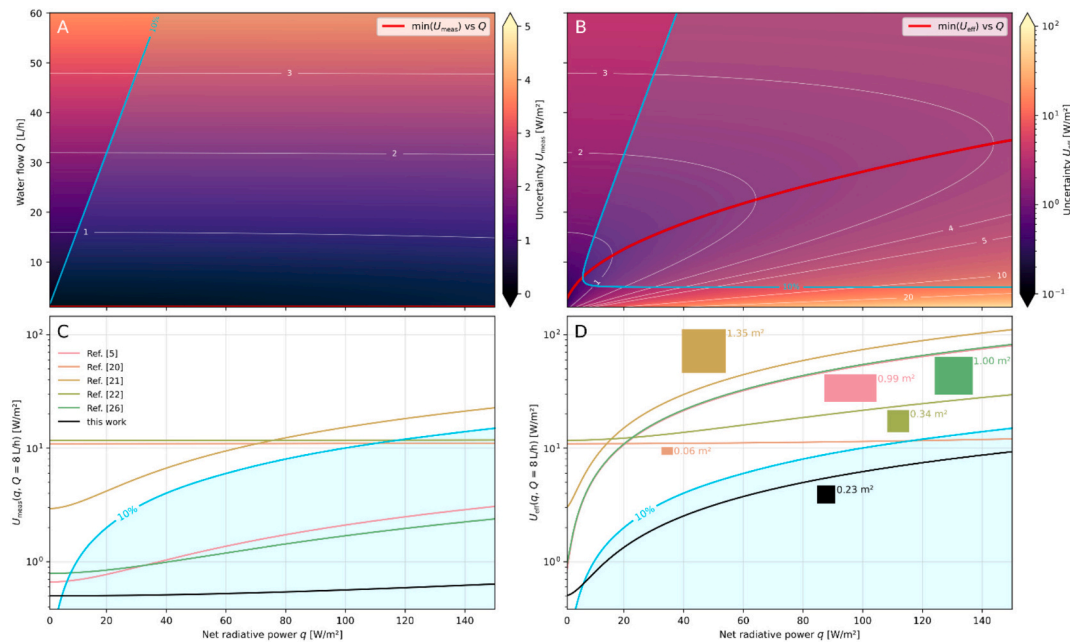 A
min(U_meas) vs Q
60
50
40
30
20
10
Water flow Q [L/h]
10%
3
2
1
5
4
3
2
1
0
Uncertainty U_meas [W/m²]
B
min(U_eff) vs Q
3
2
1
4
5
10
20
10²
10¹
10⁰
10⁻¹
Uncertainty U_eff [W/m²]
C
10²
10¹
10⁰
U_meas(q, Q = 8 L/h) [W/m²]
Ref. [5]
Ref. [20]
Ref. [21]
Ref. [22]
Ref. [26]
this work
10%
0 20 40 60 80 100 120 140
Net radiative power q [W/m²]
D
10²
10¹
10⁰
U_eff(q, Q = 8 L/h) [W/m²]
1.35 m²
1.00 m²
0.99 m²
0.34 m²
0.06 m²
0.23 m²
10%
0 20 40 60 80 100 120 140
Net radiative power q [W/m²]